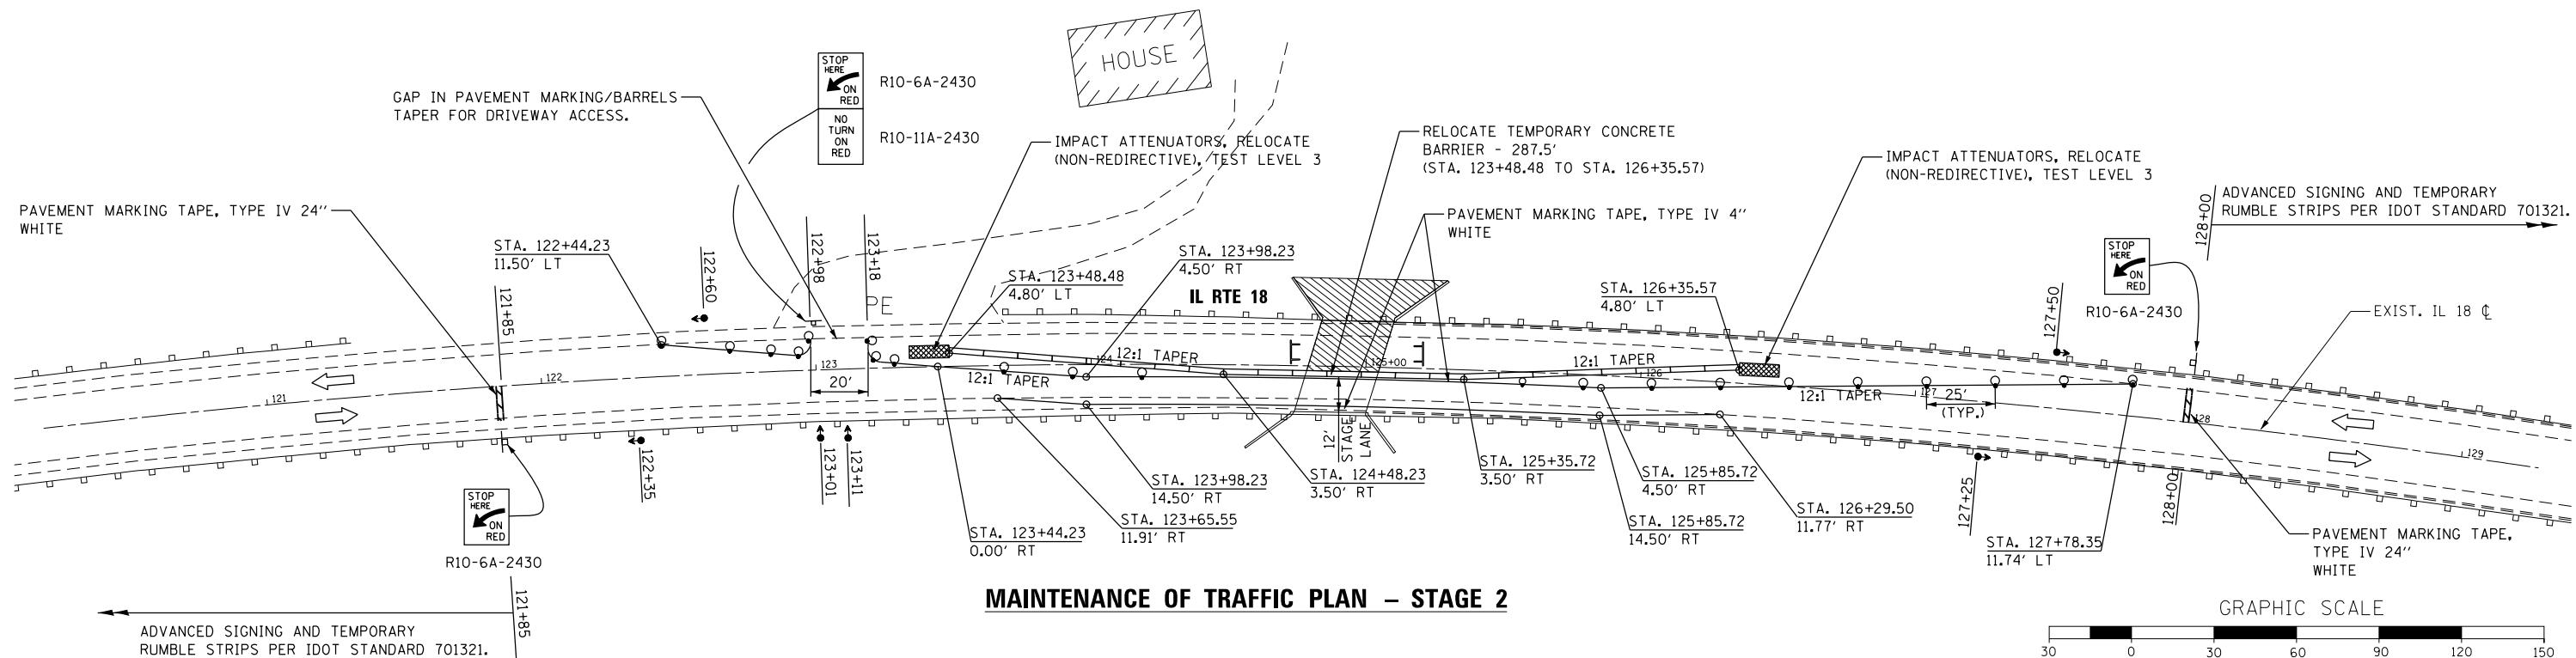 HOUSE
STOP
HERE
ON
RED
R10-6A-2430
NO
TURN
ON
RED
R10-11A-2430
GAP IN PAVEMENT MARKING/BARRELS
TAPER FOR DRIVEWAY ACCESS.
IMPACT ATTENUATORS, RELOCATE
(NON-REDIRECTIVE), TEST LEVEL 3
RELOCATE TEMPORARY CONCRETE
BARRIER - 287.5'
(STA. 123+48.48 TO STA. 126+35.57)
IMPACT ATTENUATORS, RELOCATE
(NON-REDIRECTIVE), TEST LEVEL 3
PAVEMENT MARKING TAPE, TYPE IV 24"
WHITE
PAVEMENT MARKING TAPE, TYPE IV 4"
WHITE
128+00
ADVANCED SIGNING AND TEMPORARY
RUMBLE STRIPS PER IDOT STANDARD 701321.
STA. 122+44.23
11.50' LT
122+60
122+98
123+18
PE
STA. 123+48.48
4.80' LT
STA. 123+98.23
4.50' RT
IL RTE 18
STA. 126+35.57
4.80' LT
127+50
STOP
HERE
ON
RED
R10-6A-2430
EXIST. IL 18 ℄
121+85
121
122
123
124
125+00
126
127
128
129
20'
12:1 TAPER
12:1 TAPER
12:1 TAPER
12:1 TAPER
25'
(TYP.)
12'
STAGE
LANE
122+35
123+01
123+11
STOP
HERE
ON
RED
R10-6A-2430
STA. 123+44.23
0.00' RT
STA. 123+65.55
11.91' RT
STA. 123+98.23
14.50' RT
STA. 124+48.23
3.50' RT
STA. 125+35.72
3.50' RT
STA. 125+85.72
4.50' RT
STA. 125+85.72
14.50' RT
STA. 126+29.50
11.77' RT
127+25
STA. 127+78.35
11.74' LT
128+00
PAVEMENT MARKING TAPE,
TYPE IV 24"
WHITE
121+85
ADVANCED SIGNING AND TEMPORARY
RUMBLE STRIPS PER IDOT STANDARD 701321.
MAINTENANCE OF TRAFFIC PLAN – STAGE 2
GRAPHIC SCALE
30 0 30 60 90 120 150